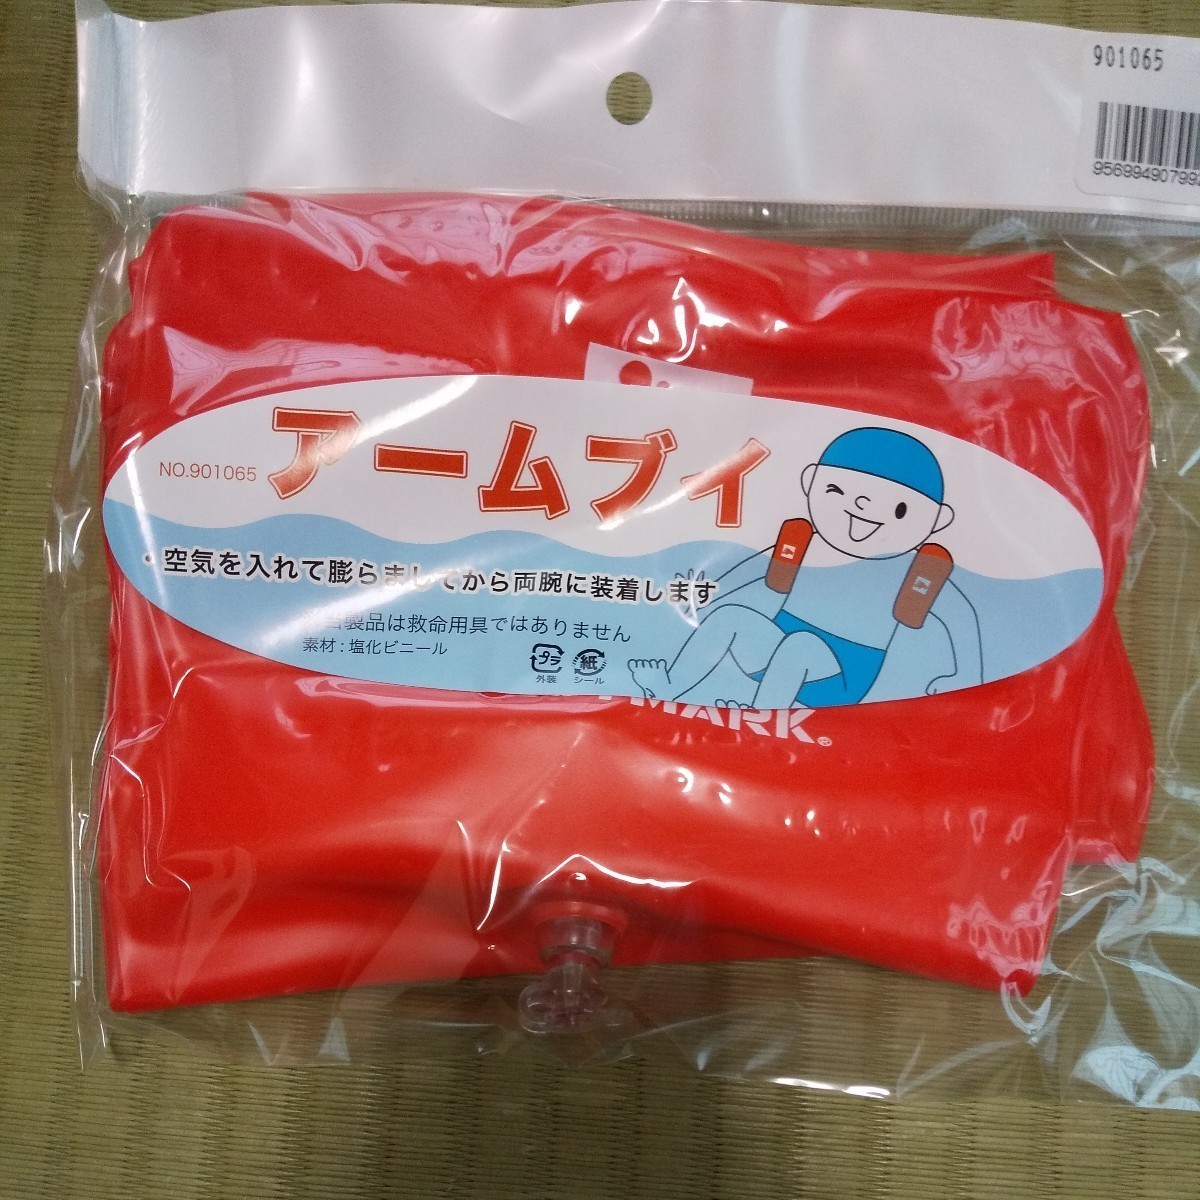 901065
NO.901065 アームブイ
・空気を入れて膨らましてから両腕に装着します
※当製品は救命用具ではありません
素材:塩化ビニール
プラ
外装
紙
シール
MARK®